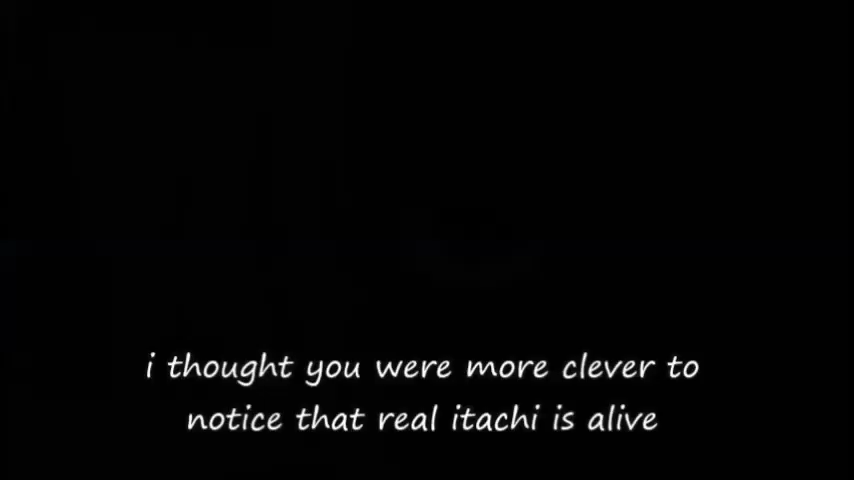 i thought you were more clever to
notice that real itachi is alive